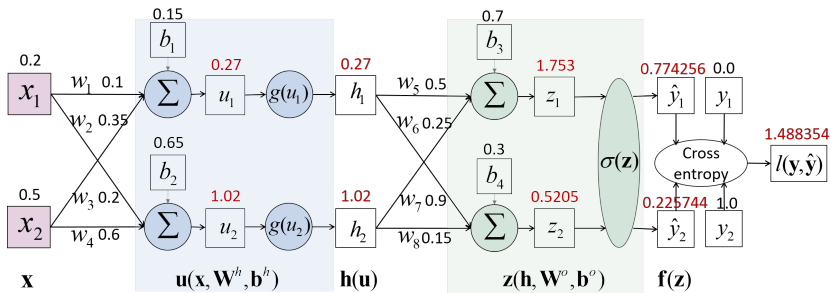 0.15 0.7
0.2 b₁ 0.27 0.27 b₃ 1.753 0.774256 0.0
x₁ w₁ 0.1 Σ u₁ g(u₁) h₁ w₅ 0.5 Σ z₁ ŷ₁ y₁
w₂ 0.35 w₆ 0.25 1.488354
0.65 0.3 σ(z) Cross
entropy l(y,ŷ)
0.5 b₂ 1.02 1.02 b₄ 0.5205 0.225744 1.0
w₃ 0.2 w₇ 0.9
x₂ w₄ 0.6 Σ u₂ g(u₂) h₂ w₈ 0.15 Σ z₂ ŷ₂ y₂
x u(x, Wʰ, bʰ) h(u) z(h, Wᵒ, bᵒ) f(z)